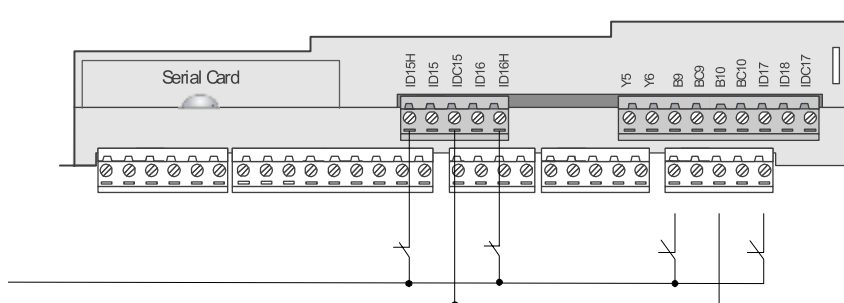 Serial Card
ID15H
ID15
IDC15
ID16
ID16H
Y5
Y6
B9
BC9
B10
BC10
ID17
ID18
IDC17